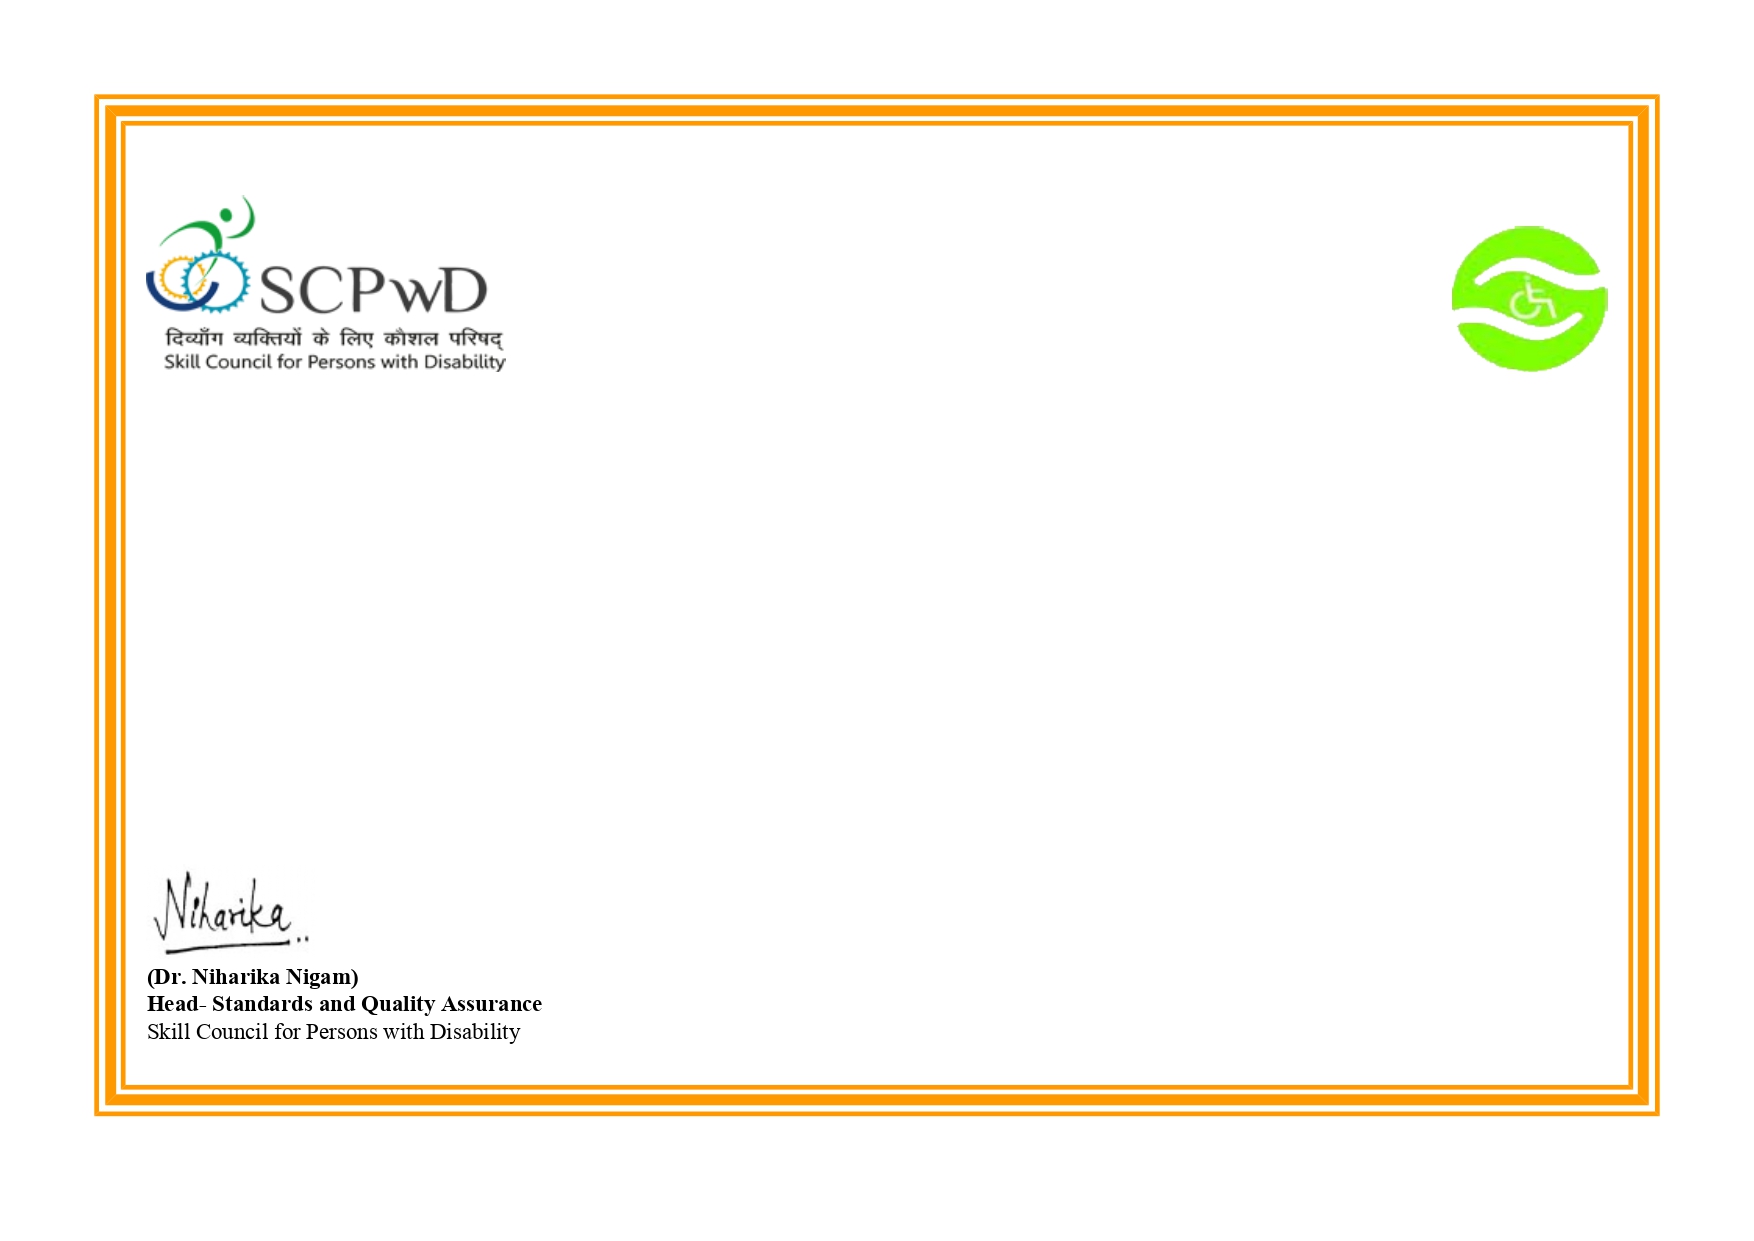 SCPwD
दिव्याँग व्यक्तियों के लिए कौशल परिषद्
Skill Council for Persons with Disability
Niharika..
(Dr. Niharika Nigam)
Head- Standards and Quality Assurance
Skill Council for Persons with Disability